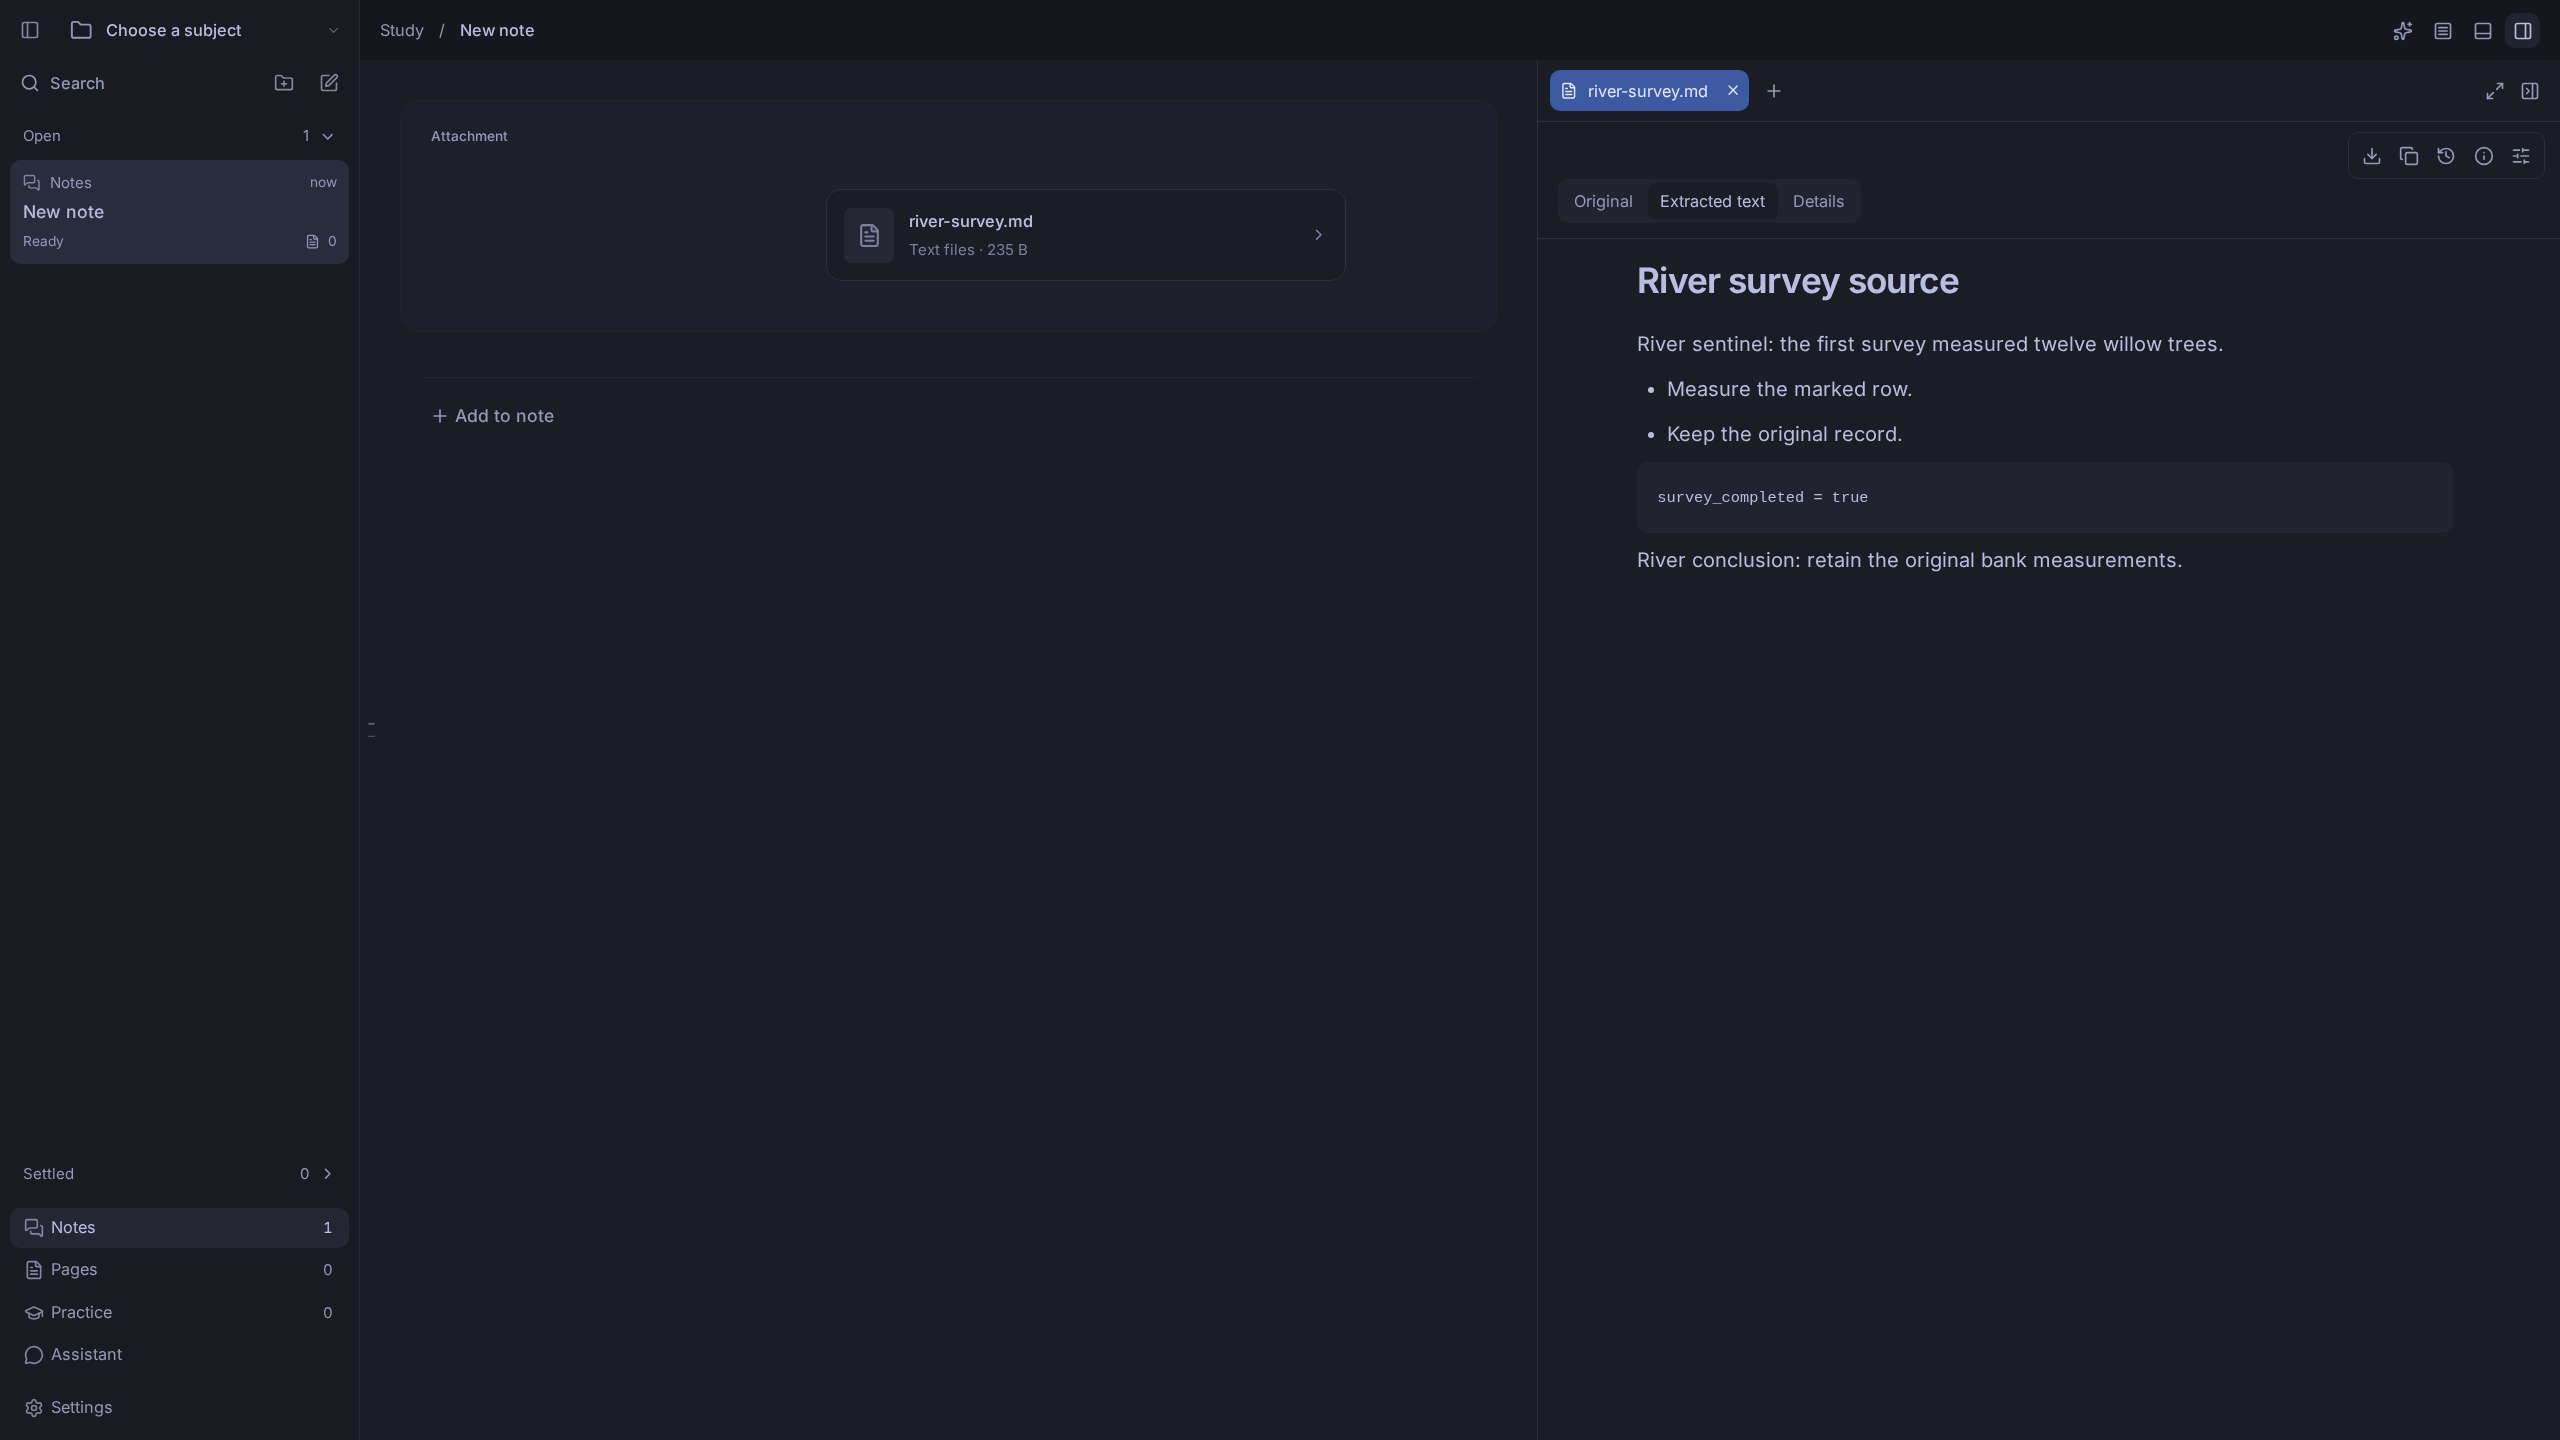 Choose a subject
Search
Open 1
Notes now
New note
Ready 0
Settled 0
Notes 1
Pages 0
Practice 0
Assistant
Settings
Study / New note
Attachment
river-survey.md
Text files · 235 B
Add to note
river-survey.md
Original Extracted text Details
River survey source
River sentinel: the first survey measured twelve willow trees.
• Measure the marked row.
• Keep the original record.
survey_completed = true
River conclusion: retain the original bank measurements.